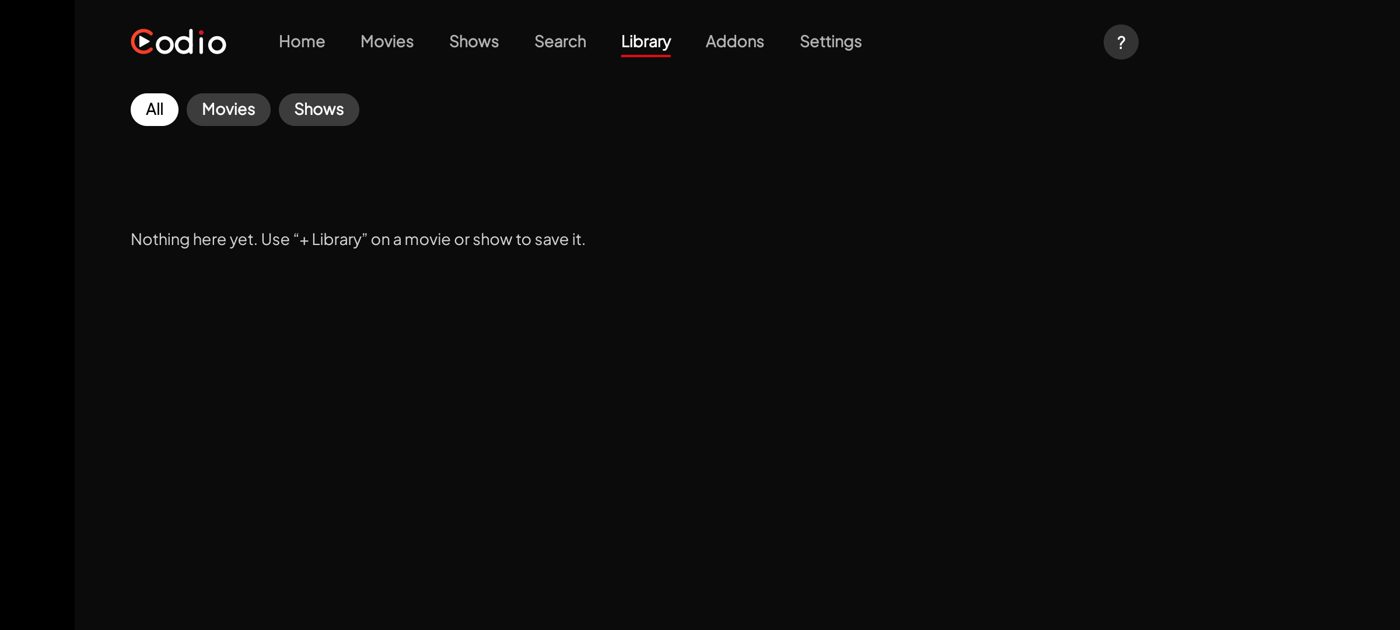 Codio Home Movies Shows Search Library Addons Settings ?
All Movies Shows
Nothing here yet. Use “+ Library” on a movie or show to save it.